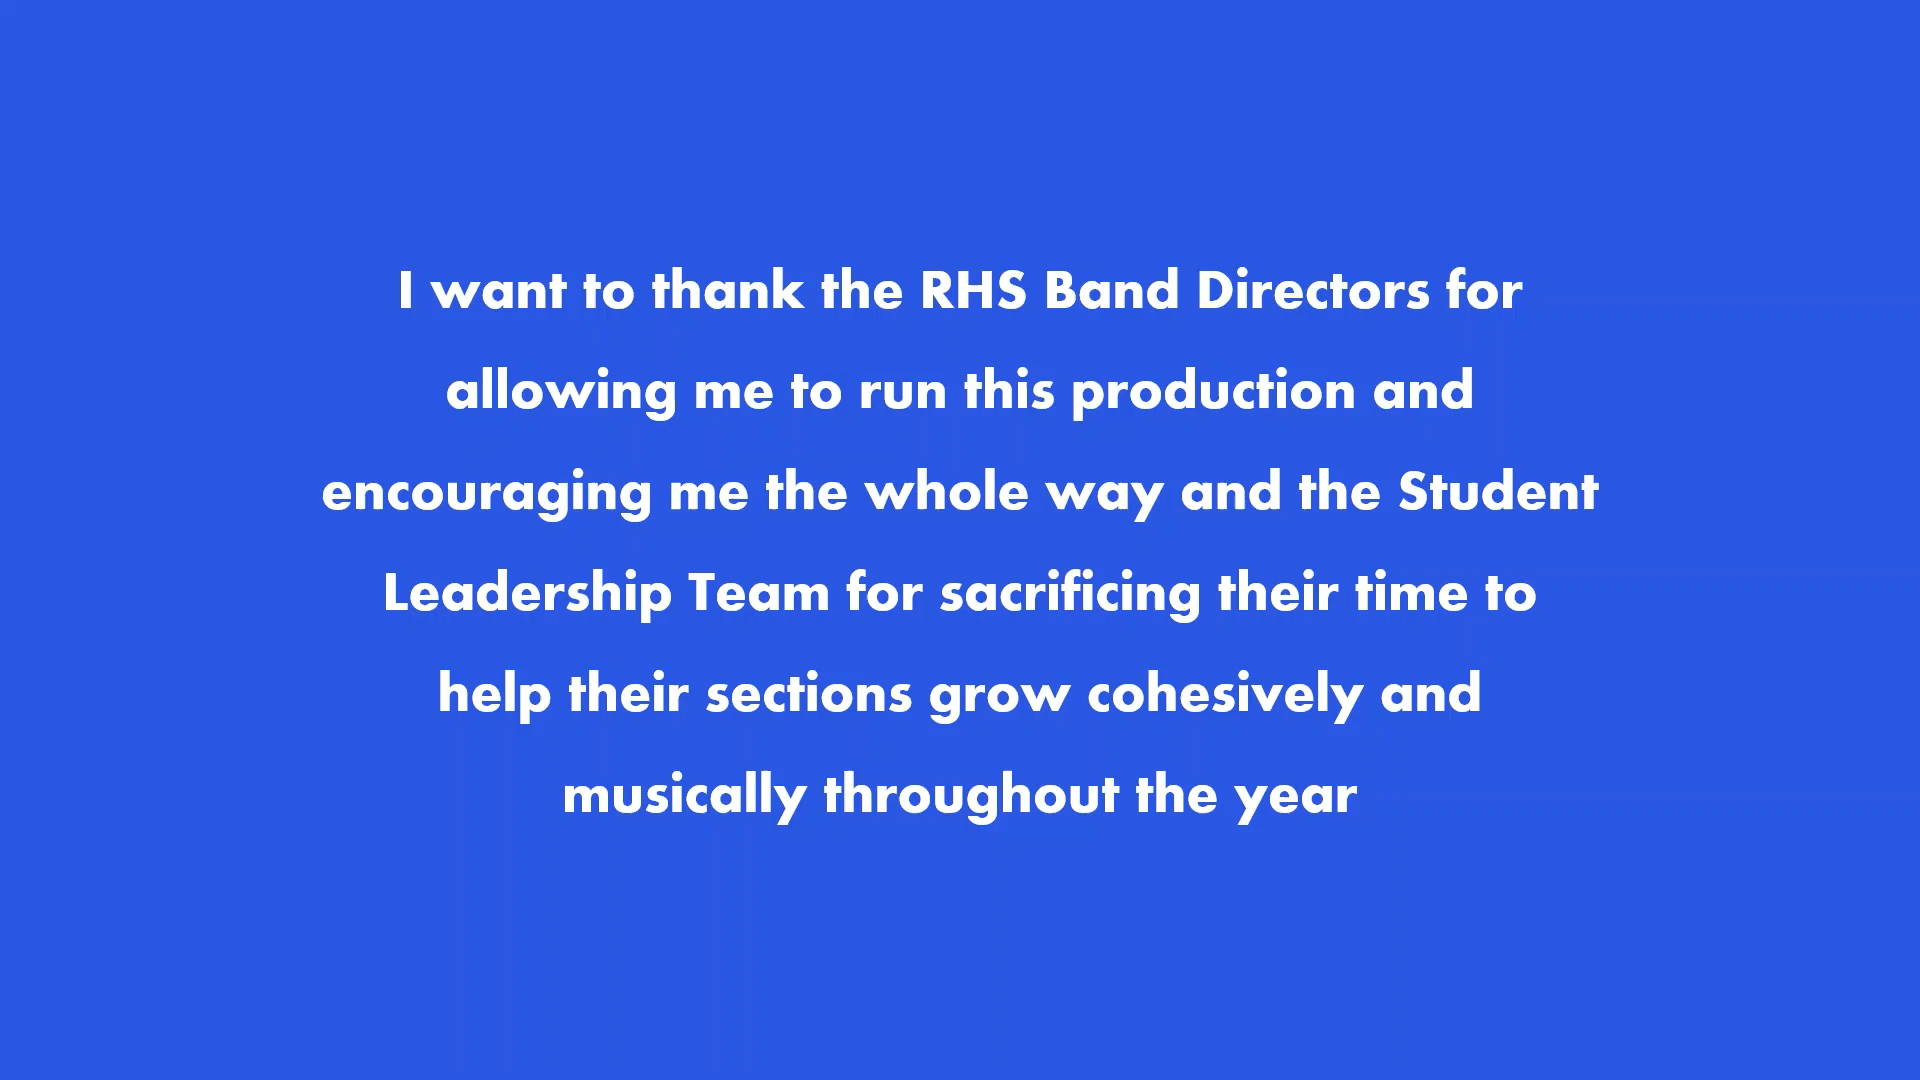 I want to thank the RHS Band Directors for
allowing me to run this production and
encouraging me the whole way and the Student
Leadership Team for sacrificing their time to
help their sections grow cohesively and
musically throughout the year